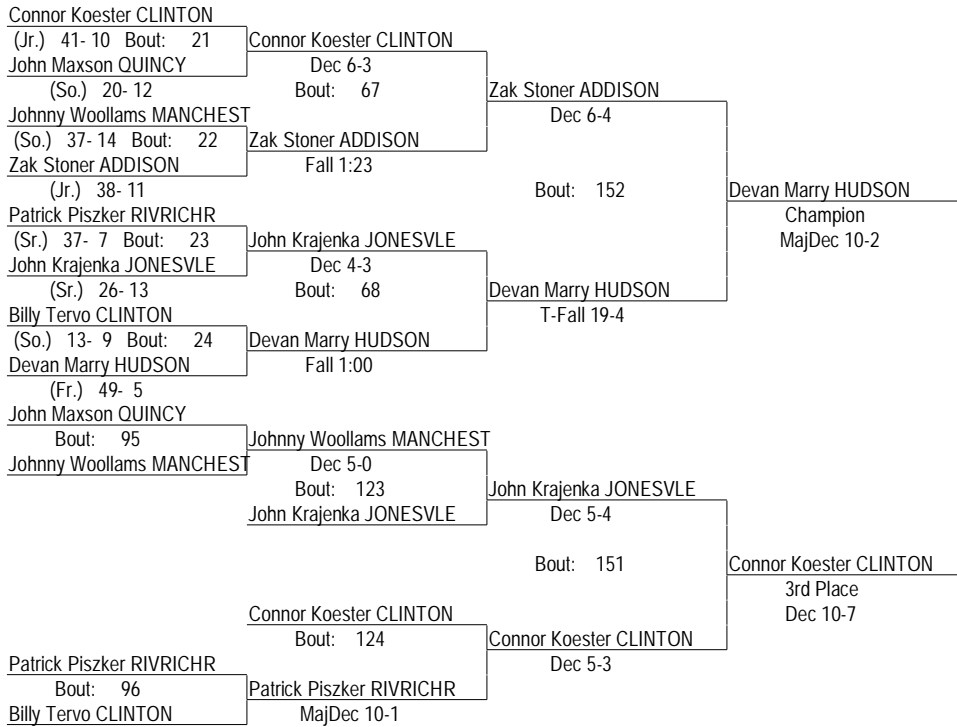 Connor Koester CLINTON
(Jr.) 41- 10 Bout: 21 Connor Koester CLINTON
John Maxson QUINCY Dec 6-3
(So.) 20- 12 Bout: 67 Zak Stoner ADDISON
Johnny Woollams MANCHEST Dec 6-4
(So.) 37- 14 Bout: 22 Zak Stoner ADDISON
Zak Stoner ADDISON Fall 1:23
(Jr.) 38- 11 Bout: 152 Devan Marry HUDSON
Patrick Piszker RIVRICHR Champion
(Sr.) 37- 7 Bout: 23 John Krajenka JONESVLE MajDec 10-2
John Krajenka JONESVLE Dec 4-3
(Sr.) 26- 13 Bout: 68 Devan Marry HUDSON
Billy Tervo CLINTON T-Fall 19-4
(So.) 13- 9 Bout: 24 Devan Marry HUDSON
Devan Marry HUDSON Fall 1:00
(Fr.) 49- 5
John Maxson QUINCY
Bout: 95 Johnny Woollams MANCHEST
Johnny Woollams MANCHEST Dec 5-0
Bout: 123 John Krajenka JONESVLE
John Krajenka JONESVLE Dec 5-4
Bout: 151 Connor Koester CLINTON
3rd Place
Connor Koester CLINTON Dec 10-7
Bout: 124 Connor Koester CLINTON
Patrick Piszker RIVRICHR Dec 5-3
Bout: 96 Patrick Piszker RIVRICHR
Billy Tervo CLINTON MajDec 10-1